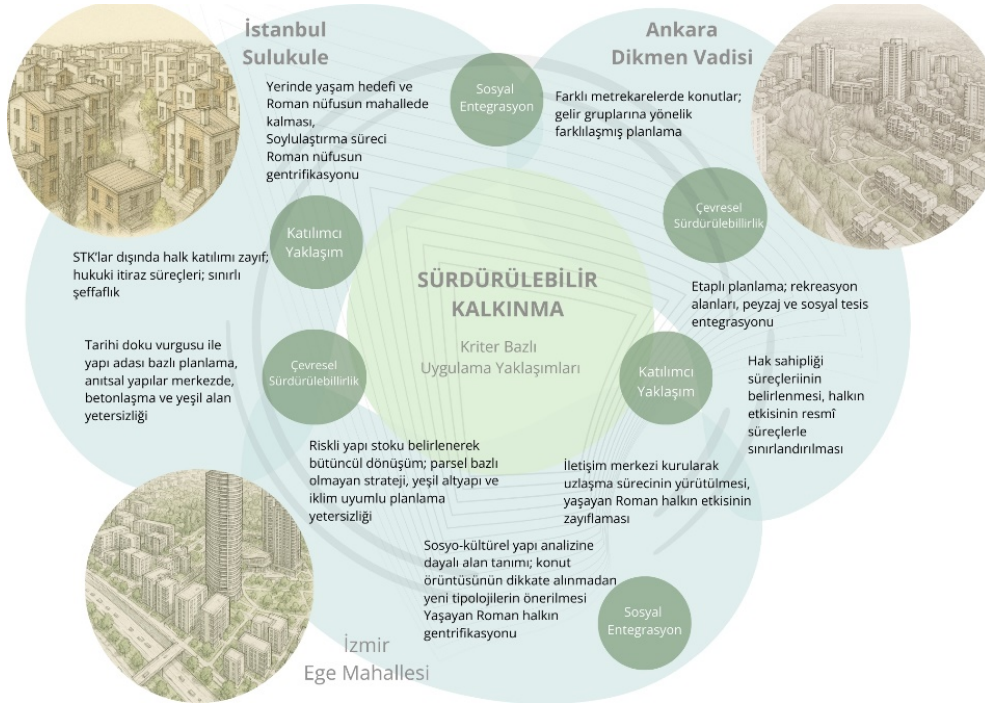 İstanbul
Sulukule
Ankara
Dikmen Vadisi
Yerinde yaşam hedefi ve
Roman nüfusun mahallede
kalması,
Soylulaştırma süreci
Roman nüfusun
gentrifikasyonu
Sosyal
Entegrasyon
Farklı metrekarelerde konutlar;
gelir gruplarına yönelik
farklılaşmış planlama
Katılımcı
Yaklaşım
Çevresel
Sürdürülebillirlik
STK'lar dışında halk katılımı zayıf;
hukuki itiraz süreçleri; sınırlı
şeffaflık
SÜRDÜRÜLEBİLİR
KALKINMA
Kriter Bazlı
Uygulama Yaklaşımları
Etaplı planlama; rekreasyon
alanları, peyzaj ve sosyal tesis
entegrasyonu
Tarihi doku vurgusu ile
yapı adası bazlı planlama,
anıtsal yapılar merkezde,
betonlaşma ve yeşil alan
yetersizliği
Çevresel
Sürdürülebillirlik
Katılımcı
Yaklaşım
Hak sahipliği
süreçleriinin
belirlenmesi, halkın
etkisinin resmî
süreçlerle
sınırlandırılması
Riskli yapı stoku belirlenerek
bütüncül dönüşüm; parsel bazlı
olmayan strateji, yeşil altyapı ve
iklim uyumlu planlama
yetersizliği
İletişim merkezi kurularak
uzlaşma sürecinin yürütülmesi,
yaşayan Roman halkın etkisinin
zayıflaması
Sosyo-kültürel yapı analizine
dayalı alan tanımı; konut
örüntüsünün dikkate alınmadan
yeni tipolojilerin önerilmesi
Yaşayan Roman halkın
gentrifikasyonu
Sosyal
Entegrasyon
İzmir
Ege Mahallesi